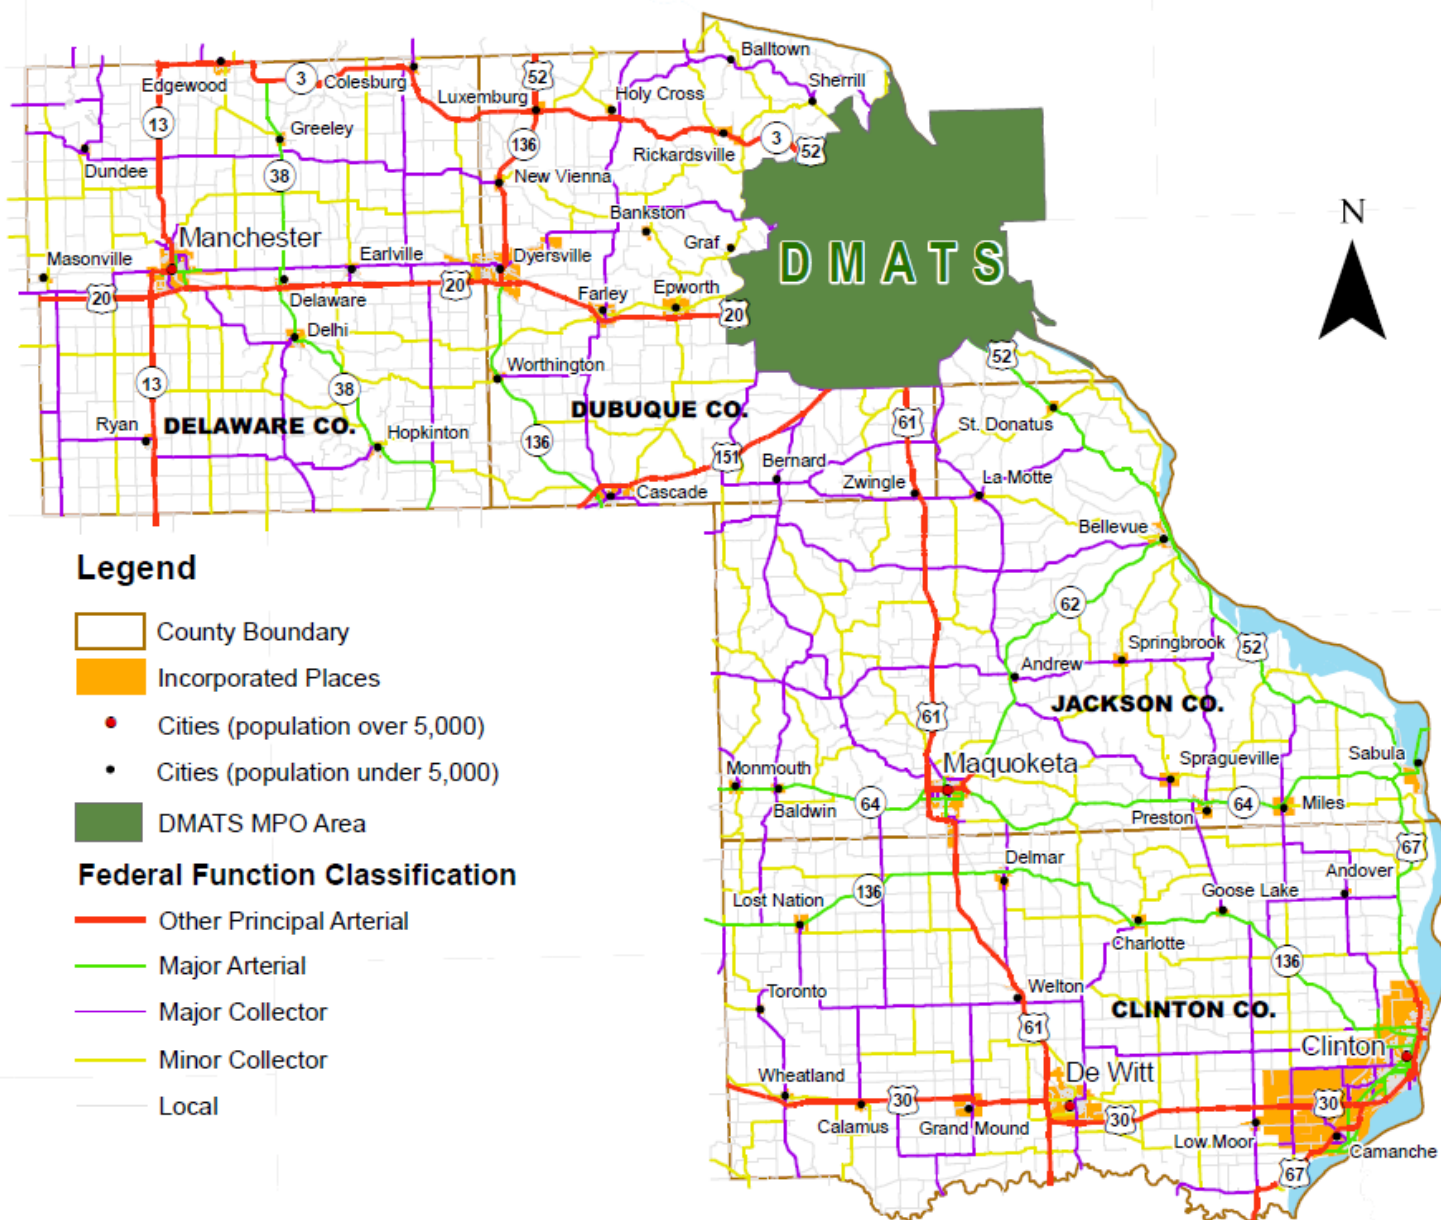 Balltown
Sherrill
Edgewood
3
Colesburg
52
Luxemburg
Holy Cross
13
Greeley
136
Rickardsville
3
52
Dundee
38
New Vienna
Bankston
Graf
N
Manchester
Masonville
Earlville
Dyersville
DMATS
20
Delaware
20
Farley
Epworth
20
Delhi
52
Worthington
13
38
DUBUQUE CO.
61
St. Donatus
Ryan
DELAWARE CO.
Hopkinton
136
151
Bernard
Zwingle
La Motte
Cascade
Bellevue
Legend
County Boundary
Incorporated Places
Cities (population over 5,000)
Cities (population under 5,000)
DMATS MPO Area
Federal Function Classification
Other Principal Arterial
Major Arterial
Major Collector
Minor Collector
Local
62
Springbrook
52
Andrew
JACKSON CO.
61
Sabula
Spragueville
Maquoketa
Monmouth
64
Baldwin
64
Miles
Preston
67
Delmar
Andover
136
Goose Lake
Lost Nation
Charlotte
136
Welton
Toronto
CLINTON CO.
61
Clinton
De Witt
Wheatland
30
30
30
Calamus
Grand Mound
Low Moor
Camanche
67